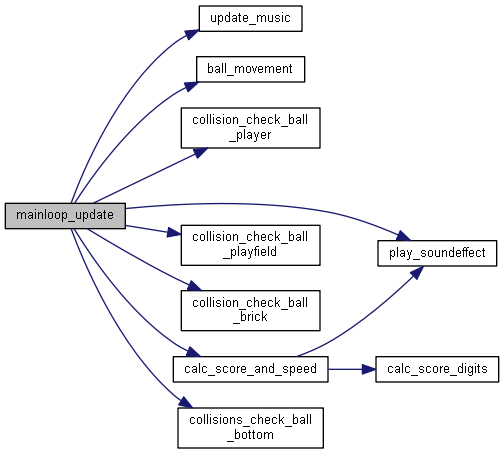 update_music
ball_movement
collision_check_ball
_player
mainloop_update
collision_check_ball
_playfield
play_soundeffect
collision_check_ball
_brick
calc_score_and_speed
calc_score_digits
collisions_check_ball
_bottom